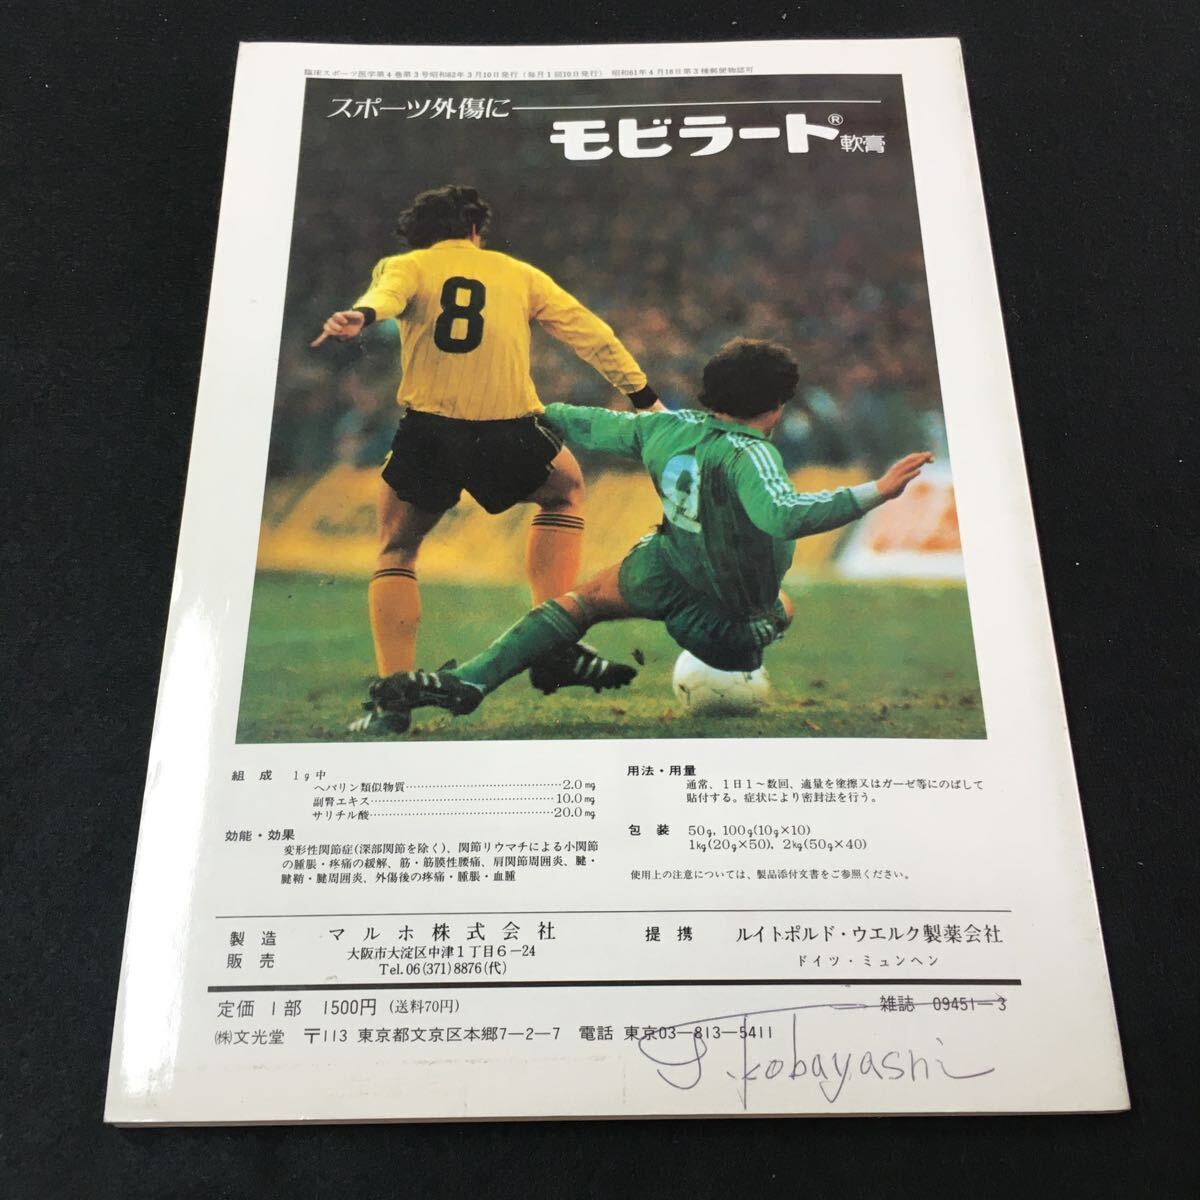 臨床スポーツ医学第4巻第3号昭和62年3月10日発行(毎月1回10日発行) 昭和61年4月16日第3種郵便物認可
スポーツ外傷に
モビラート®軟膏
8
9
組成 1g中
ヘパリン類似物質……2.0mg
副腎エキス……10.0mg
サリチル酸……20.0mg
効能・効果
変形性関節症(深部関節を除く)、関節リウマチによる小関節
の腫脹・疼痛の緩解、筋・筋膜性腰痛、肩関節周囲炎、腱・
腱鞘・腱周囲炎、外傷後の疼痛・腫脹・血腫
用法・用量
通常、1日1~数回、適量を塗擦又はガーゼ等にのばして
貼付する。症状により密封法を行う。
包装 50g, 100g(10g×10)
1kg(20g×50), 2kg(50g×40)
使用上の注意については、製品添付文書をご参照ください。
製造
販売
マルホ株式会社
大阪市大淀区中津1丁目6-24
Tel.06(371)8876(代)
提携 ルイトポルド・ウエルク製薬会社
ドイツ・ミュンヘン
定価1部 1500円(送料70円) 雑誌 09451-3
㈱文光堂 〒113 東京都文京区本郷7-2-7 電話 東京03-813-5411
T. Kobayashi